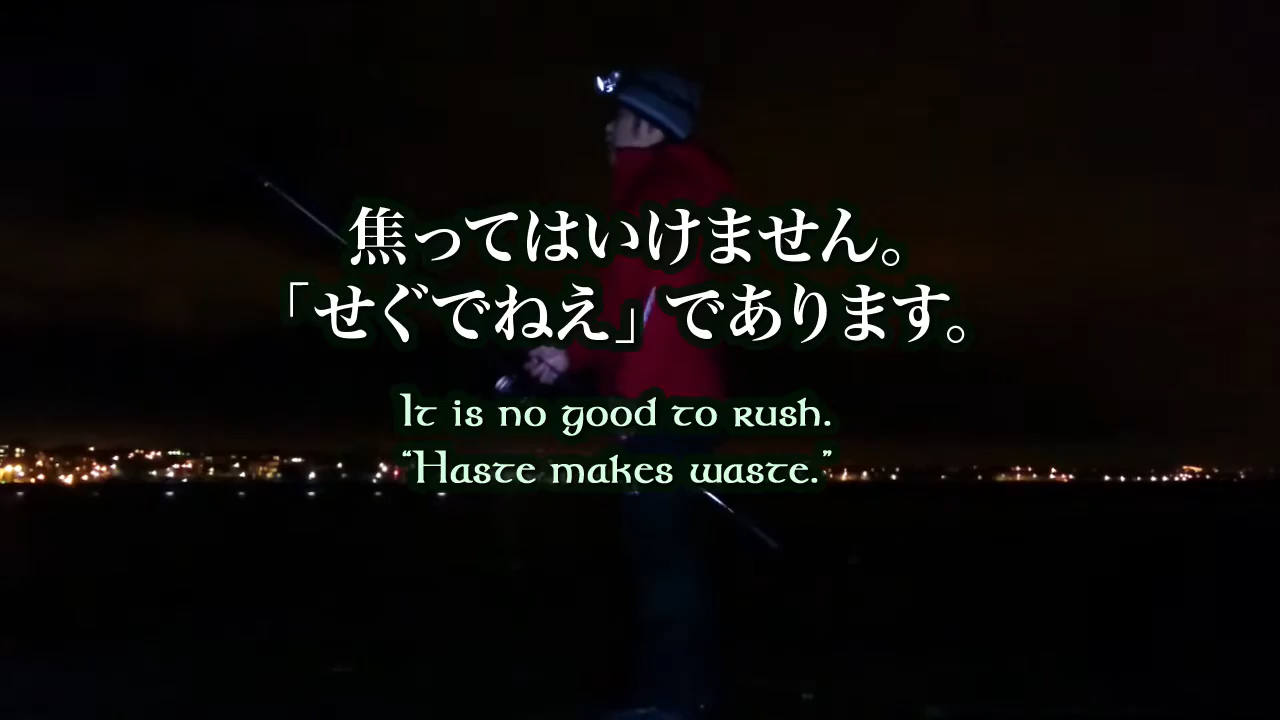 焦ってはいけません。
「せぐでねえ」であります。
It is no good to rush.
“Haste makes waste.”